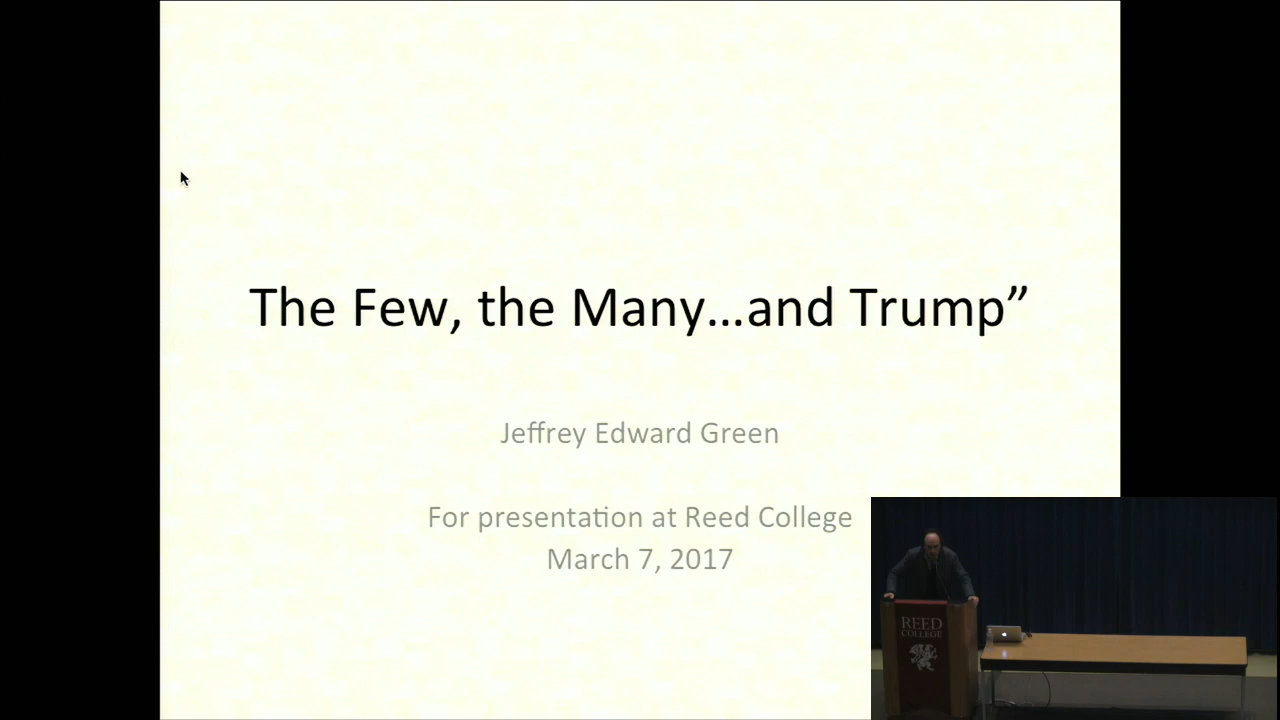 The Few, the Many…and Trump”
Jeffrey Edward Green
For presentation at Reed College
March 7, 2017
REED
COLLEGE